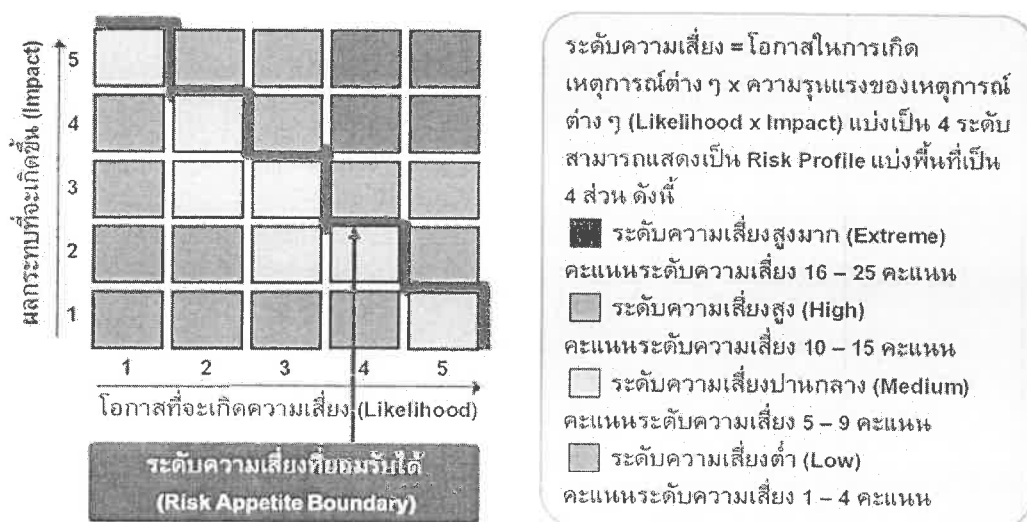 ผลกระทบที่จะเกิดขึ้น (Impact)
5
4
3
2
1
1 2 3 4 5
โอกาสที่จะเกิดความเสี่ยง (Likelihood)
ระดับความเสี่ยงที่ยอมรับได้
(Risk Appetite Boundary)
ระดับความเสี่ยง = โอกาสในการเกิด
เหตุการณ์ต่าง ๆ x ความรุนแรงของเหตุการณ์
ต่าง ๆ (Likelihood x Impact) แบ่งเป็น 4 ระดับ
สามารถแสดงเป็น Risk Profile แบ่งพื้นที่เป็น
4 ส่วน ดังนี้
ระดับความเสี่ยงสูงมาก (Extreme)
คะแนนระดับความเสี่ยง 16 – 25 คะแนน
ระดับความเสี่ยงสูง (High)
คะแนนระดับความเสี่ยง 10 – 15 คะแนน
ระดับความเสี่ยงปานกลาง (Medium)
คะแนนระดับความเสี่ยง 5 – 9 คะแนน
ระดับความเสี่ยงต่ำ (Low)
คะแนนระดับความเสี่ยง 1 – 4 คะแนน